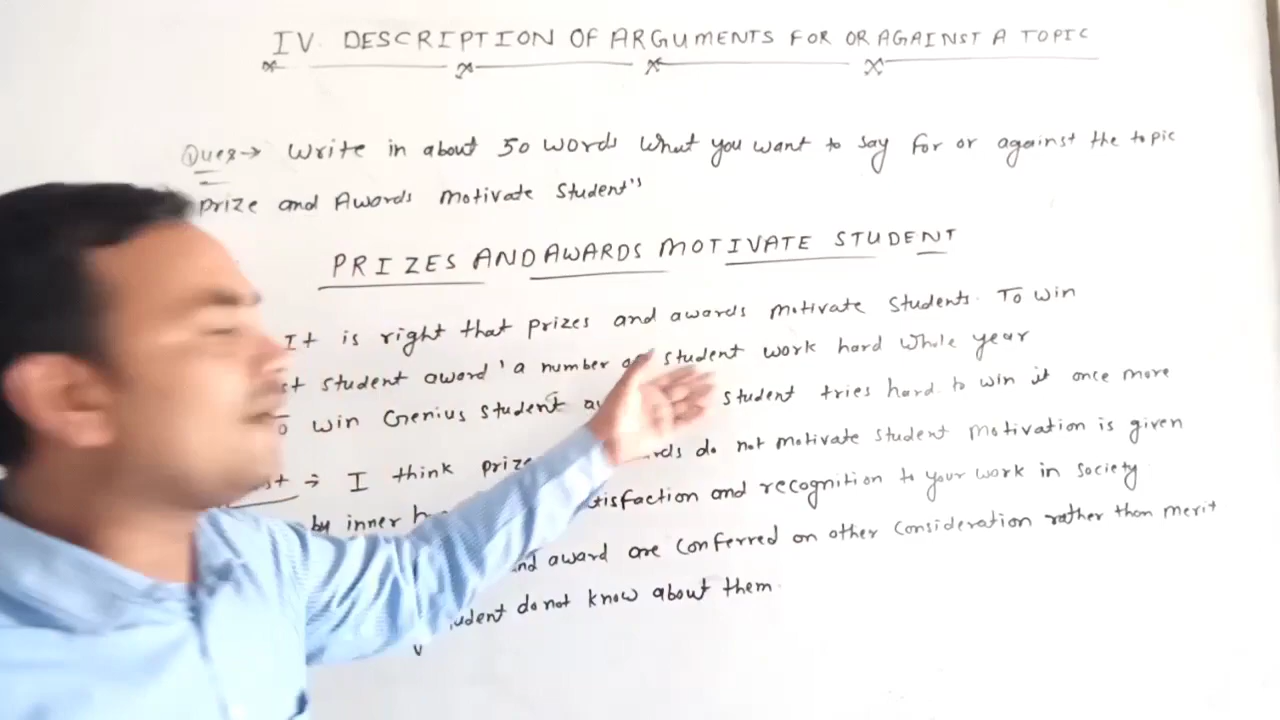 IV. DESCRIPTION OF ARGUMENTS FOR OR AGAINST A TOPIC
Ques→ Write in about 50 words What you want to say for or against the topic
prize and Awards motivate student's
PRIZES AND AWARDS MOTIVATE STUDENT
It is right that prizes and awards motivate students. To win
student award ' a number student work hard whole year
win Genius student student tries hard to win it once more
I think do not motivate student motivation is given
by inner and recognition to your work in society
award are conferred on other consideration rather than merit
do not know about them.